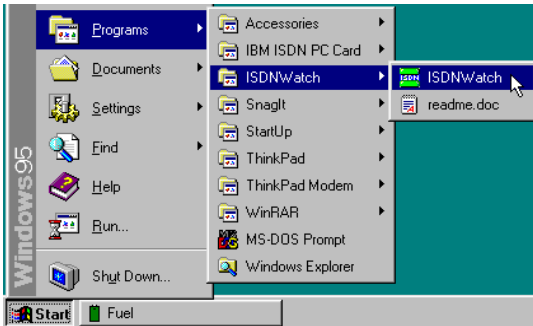 Windows95
Programs
Documents
Settings
Find
Help
Run...
Shut Down...
Accessories
IBM ISDN PC Card
ISDNWatch
SnagIt
StartUp
ThinkPad
ThinkPad Modem
WinRAR
MS-DOS Prompt
Windows Explorer
ISDN ISDNWatch
readme.doc
Start
Fuel